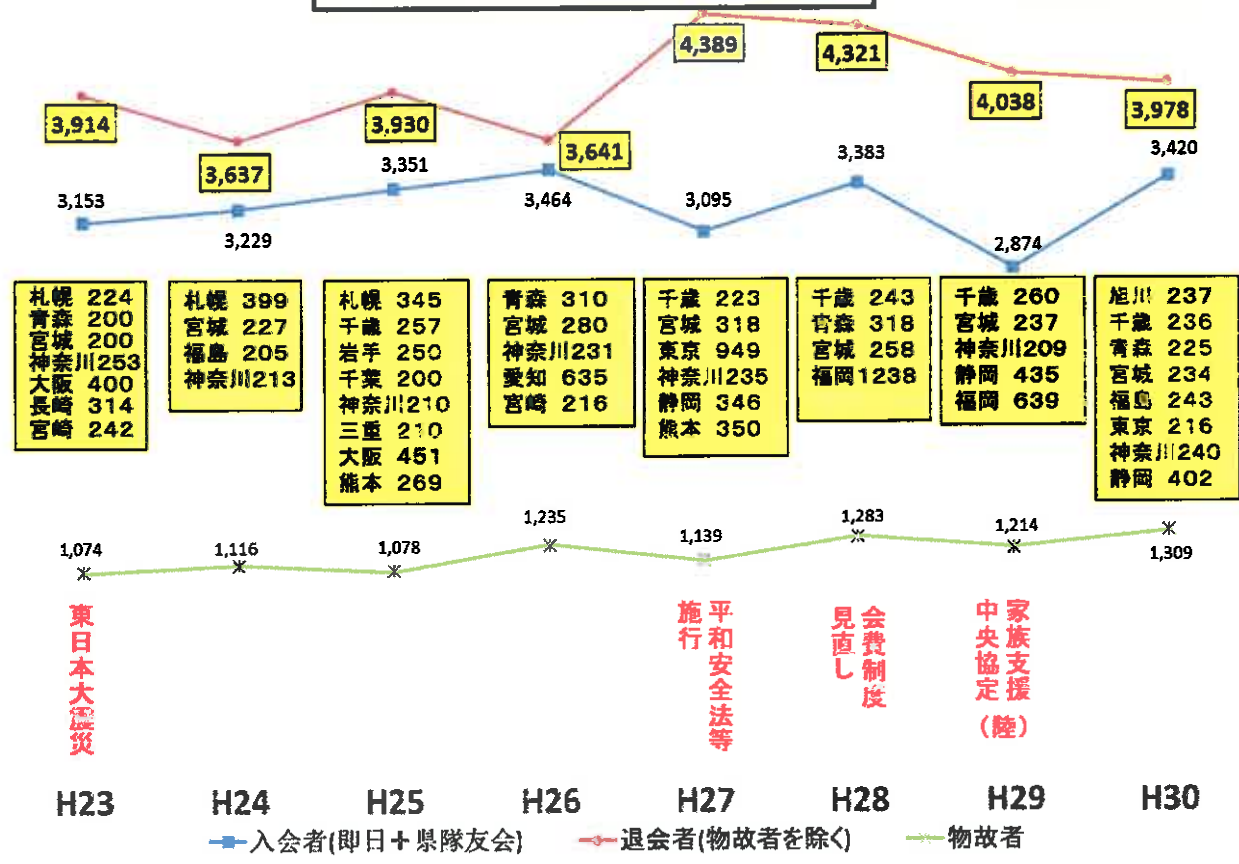 4,389
4,321
4,038
3,978
3,914
3,637
3,930
3,641
3,153
3,229
3,351
3,464
3,095
3,383
2,874
3,420
札幌 224
青森 200
宮城 200
神奈川253
大阪 400
長崎 314
宮崎 242
札幌 399
宮城 227
福島 205
神奈川213
札幌 345
千歳 257
岩手 250
千葉 200
神奈川210
三重 210
大阪 451
熊本 269
青森 310
宮城 280
神奈川231
愛知 635
宮崎 216
千歳 223
宮城 318
東京 949
神奈川235
静岡 346
熊本 350
千歳 243
青森 318
宮城 258
福岡1238
千歳 260
宮城 237
神奈川209
静岡 435
福岡 639
旭川 237
千歳 236
青森 225
宮城 234
福島 243
東京 216
神奈川240
静岡 402
1,074
1,116
1,078
1,235
1,139
1,283
1,214
1,309
東日本大震災
平和安全法等
施行
会費制度
見直し
家族支援
中央協定(陸)
H23
H24
H25
H26
H27
H28
H29
H30
入会者(即日＋県隊友会)
退会者(物故者を除く)
物故者